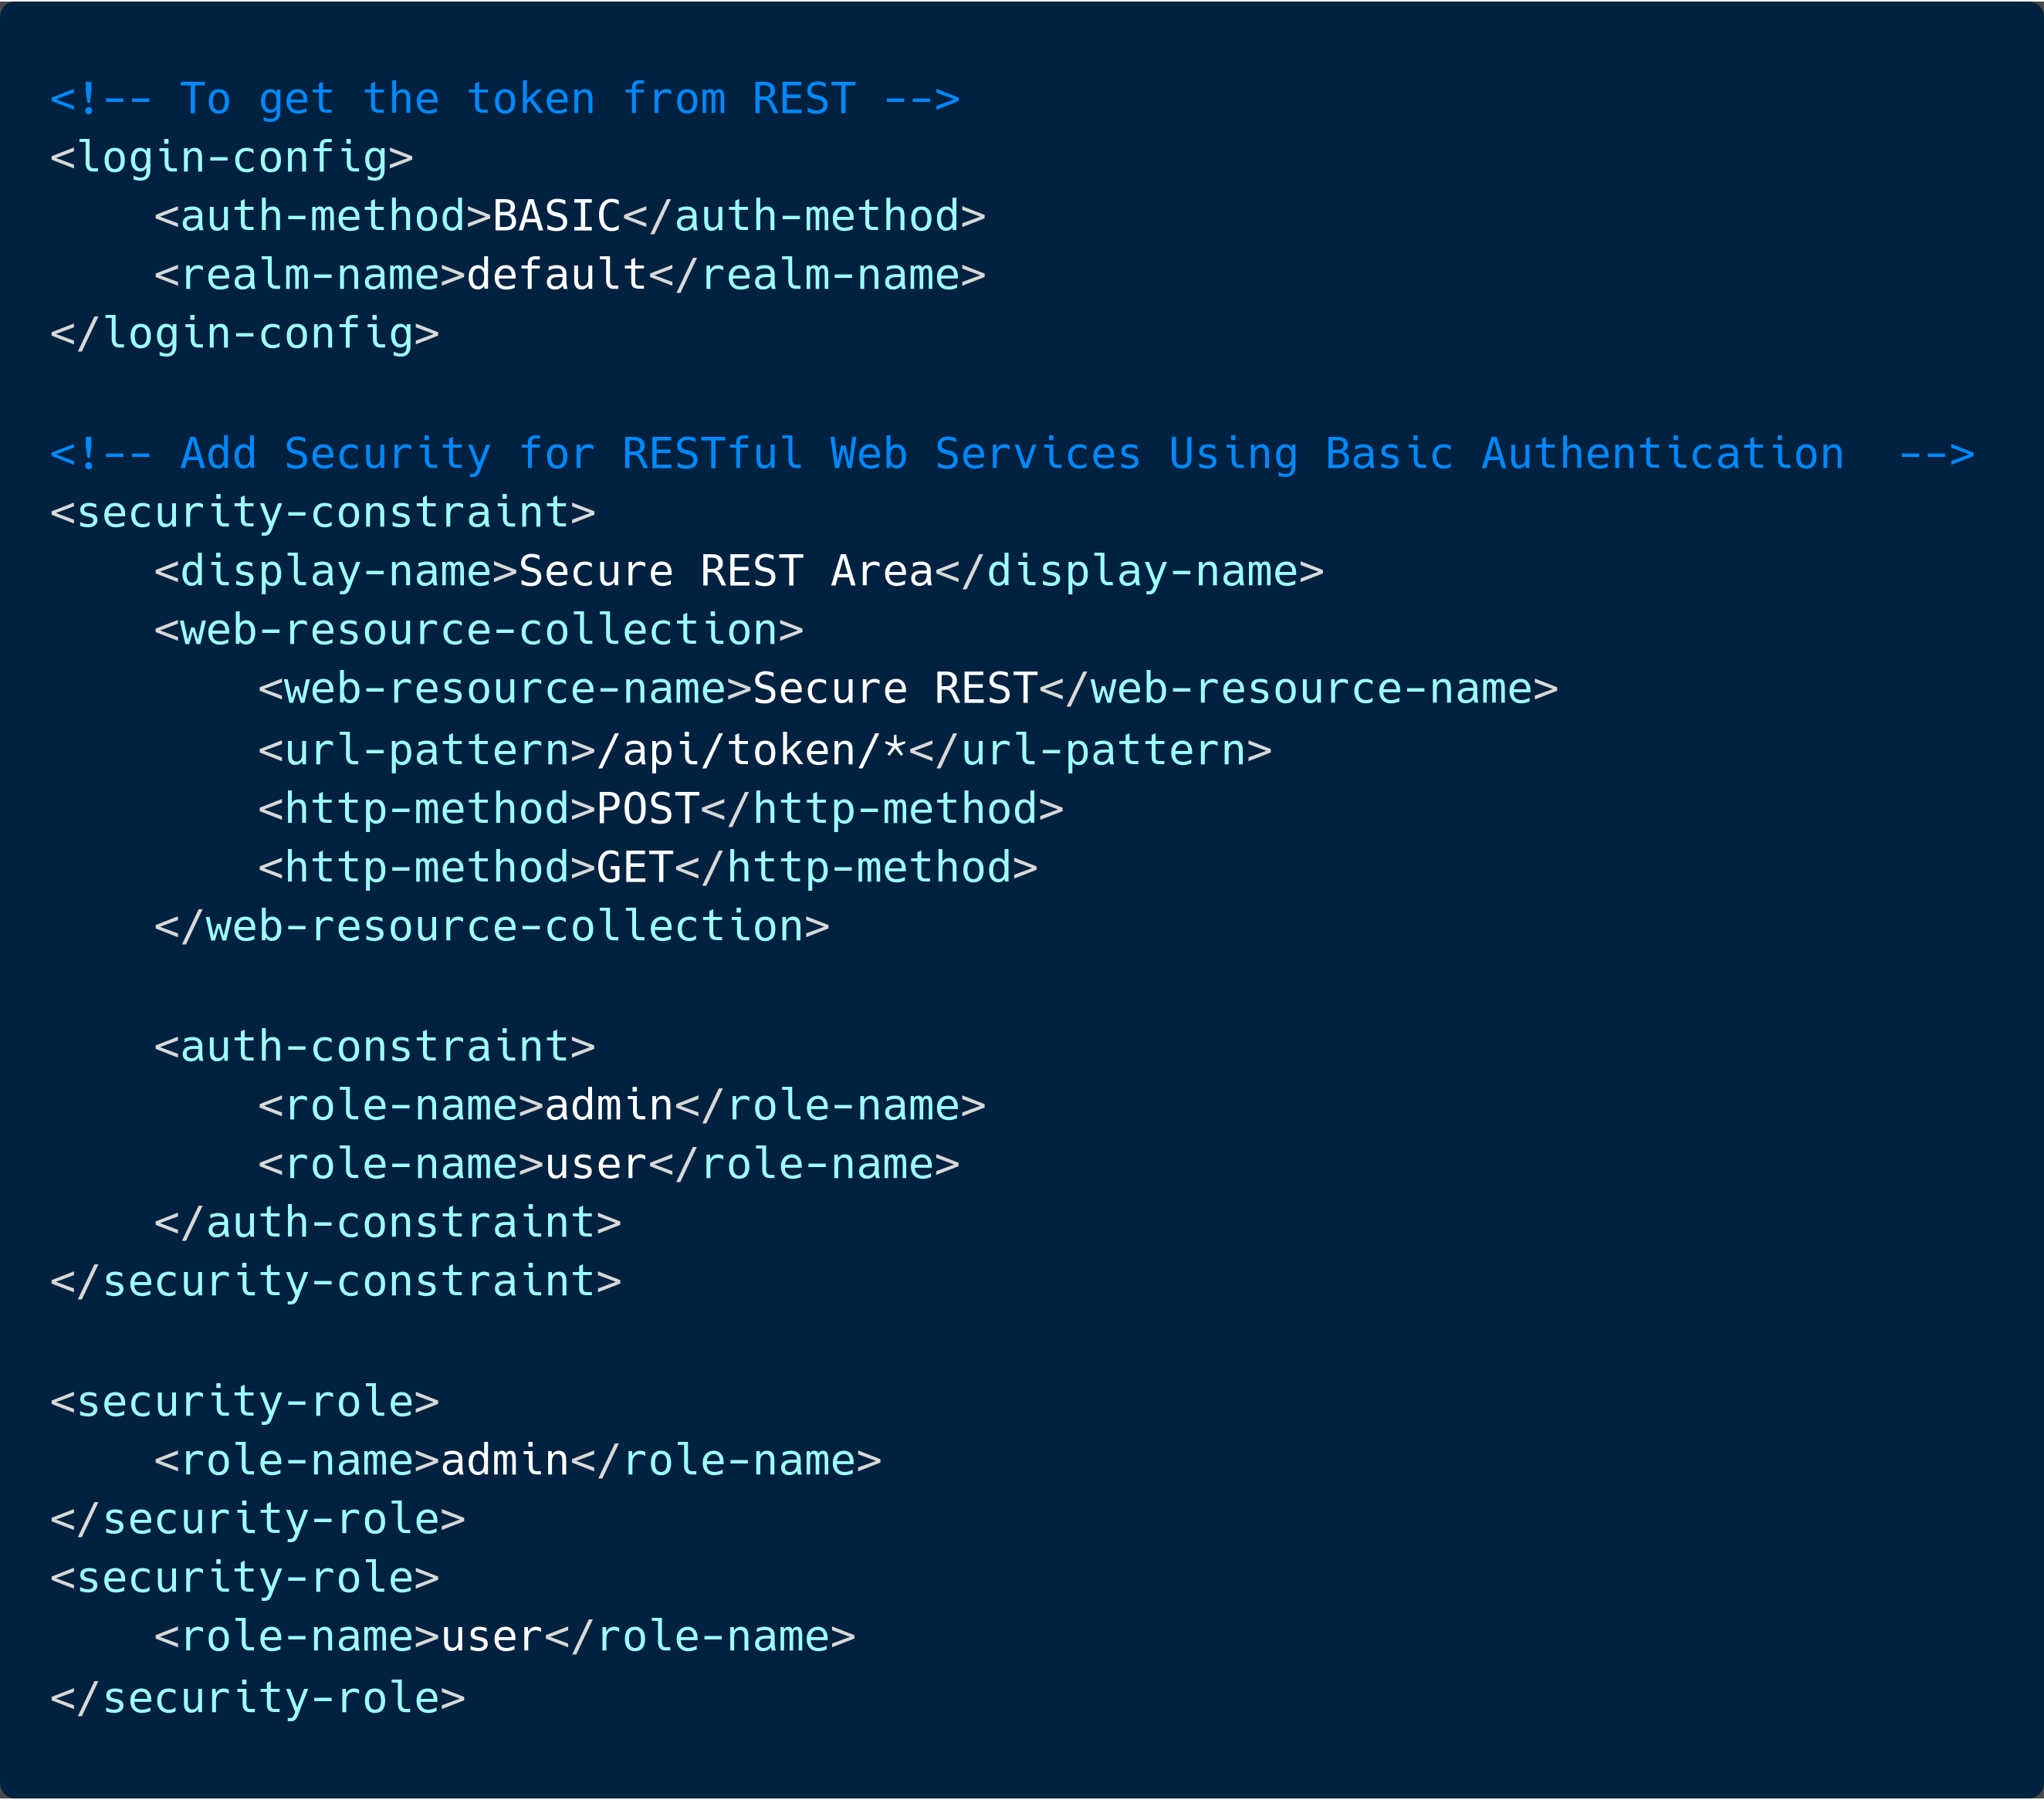 <!-- To get the token from REST -->
<login-config>
    <auth-method>BASIC</auth-method>
    <realm-name>default</realm-name>
</login-config>

<!-- Add Security for RESTful Web Services Using Basic Authentication  -->
<security-constraint>
    <display-name>Secure REST Area</display-name>
    <web-resource-collection>
        <web-resource-name>Secure REST</web-resource-name>
        <url-pattern>/api/token/*</url-pattern>
        <http-method>POST</http-method>
        <http-method>GET</http-method>
    </web-resource-collection>

    <auth-constraint>
        <role-name>admin</role-name>
        <role-name>user</role-name>
    </auth-constraint>
</security-constraint>

<security-role>
    <role-name>admin</role-name>
</security-role>
<security-role>
    <role-name>user</role-name>
</security-role>